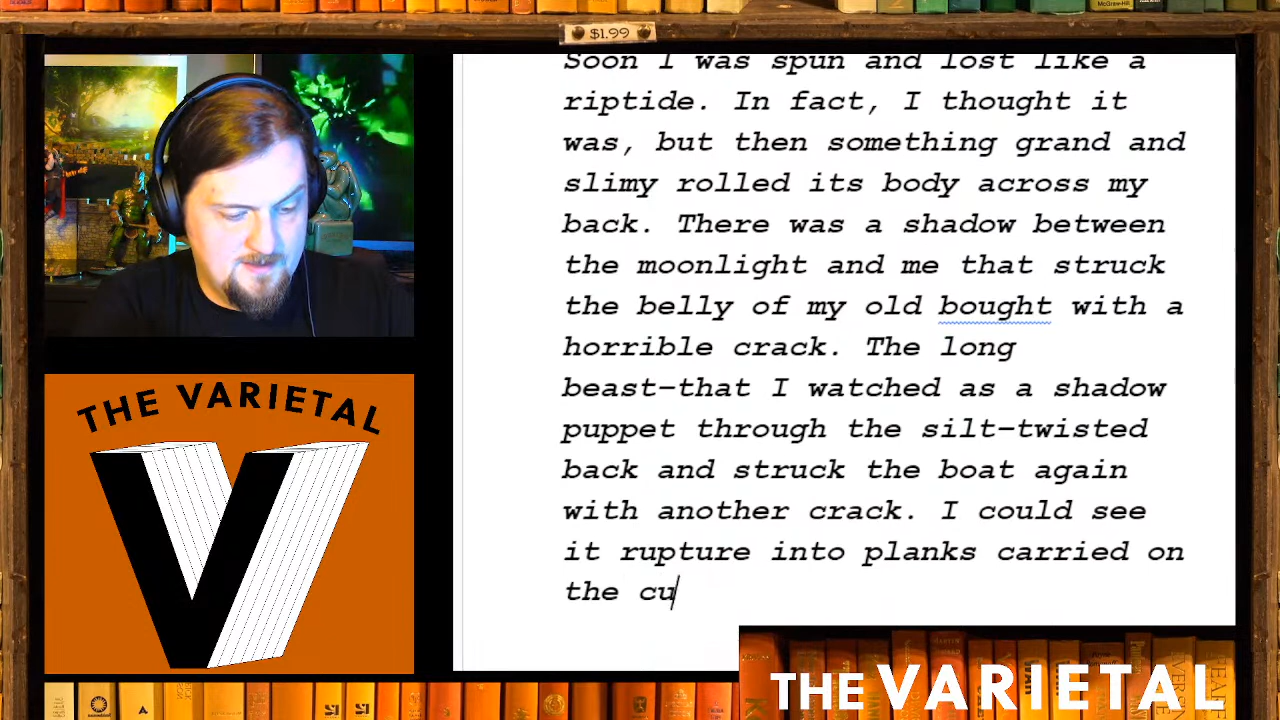 $1.99
McGraw-Hill
Soon I was spun and lost like a
riptide. In fact, I thought it
was, but then something grand and
slimy rolled its body across my
back. There was a shadow between
the moonlight and me that struck
the belly of my old bought with a
horrible crack. The long
beast-that I watched as a shadow
puppet through the silt-twisted
back and struck the boat again
with another crack. I could see
it rupture into planks carried on
the cu
THE VARIETAL
V
THE VARIETAL